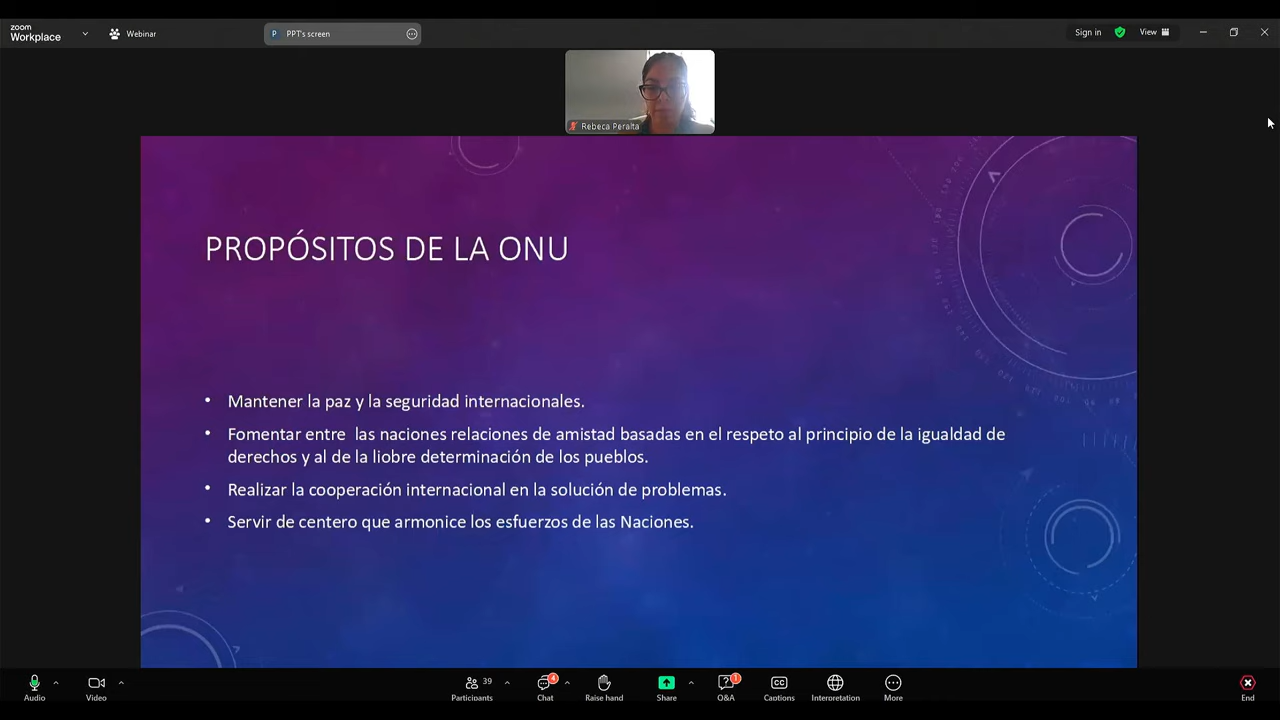 zoom
Workplace
Webinar
P PPT's screen
Sign in
View
Rebeca Peralta
PROPÓSITOS DE LA ONU
• Mantener la paz y la seguridad internacionales.
• Fomentar entre las naciones relaciones de amistad basadas en el respeto al principio de la igualdad de
derechos y al de la liobre determinación de los pueblos.
• Realizar la cooperación internacional en la solución de problemas.
• Servir de centero que armonice los esfuerzos de las Naciones.
Audio
Video
Participants
39
Chat
4
Raise hand
Share
Q&A
1
CC
Captions
Interpretation
More
End